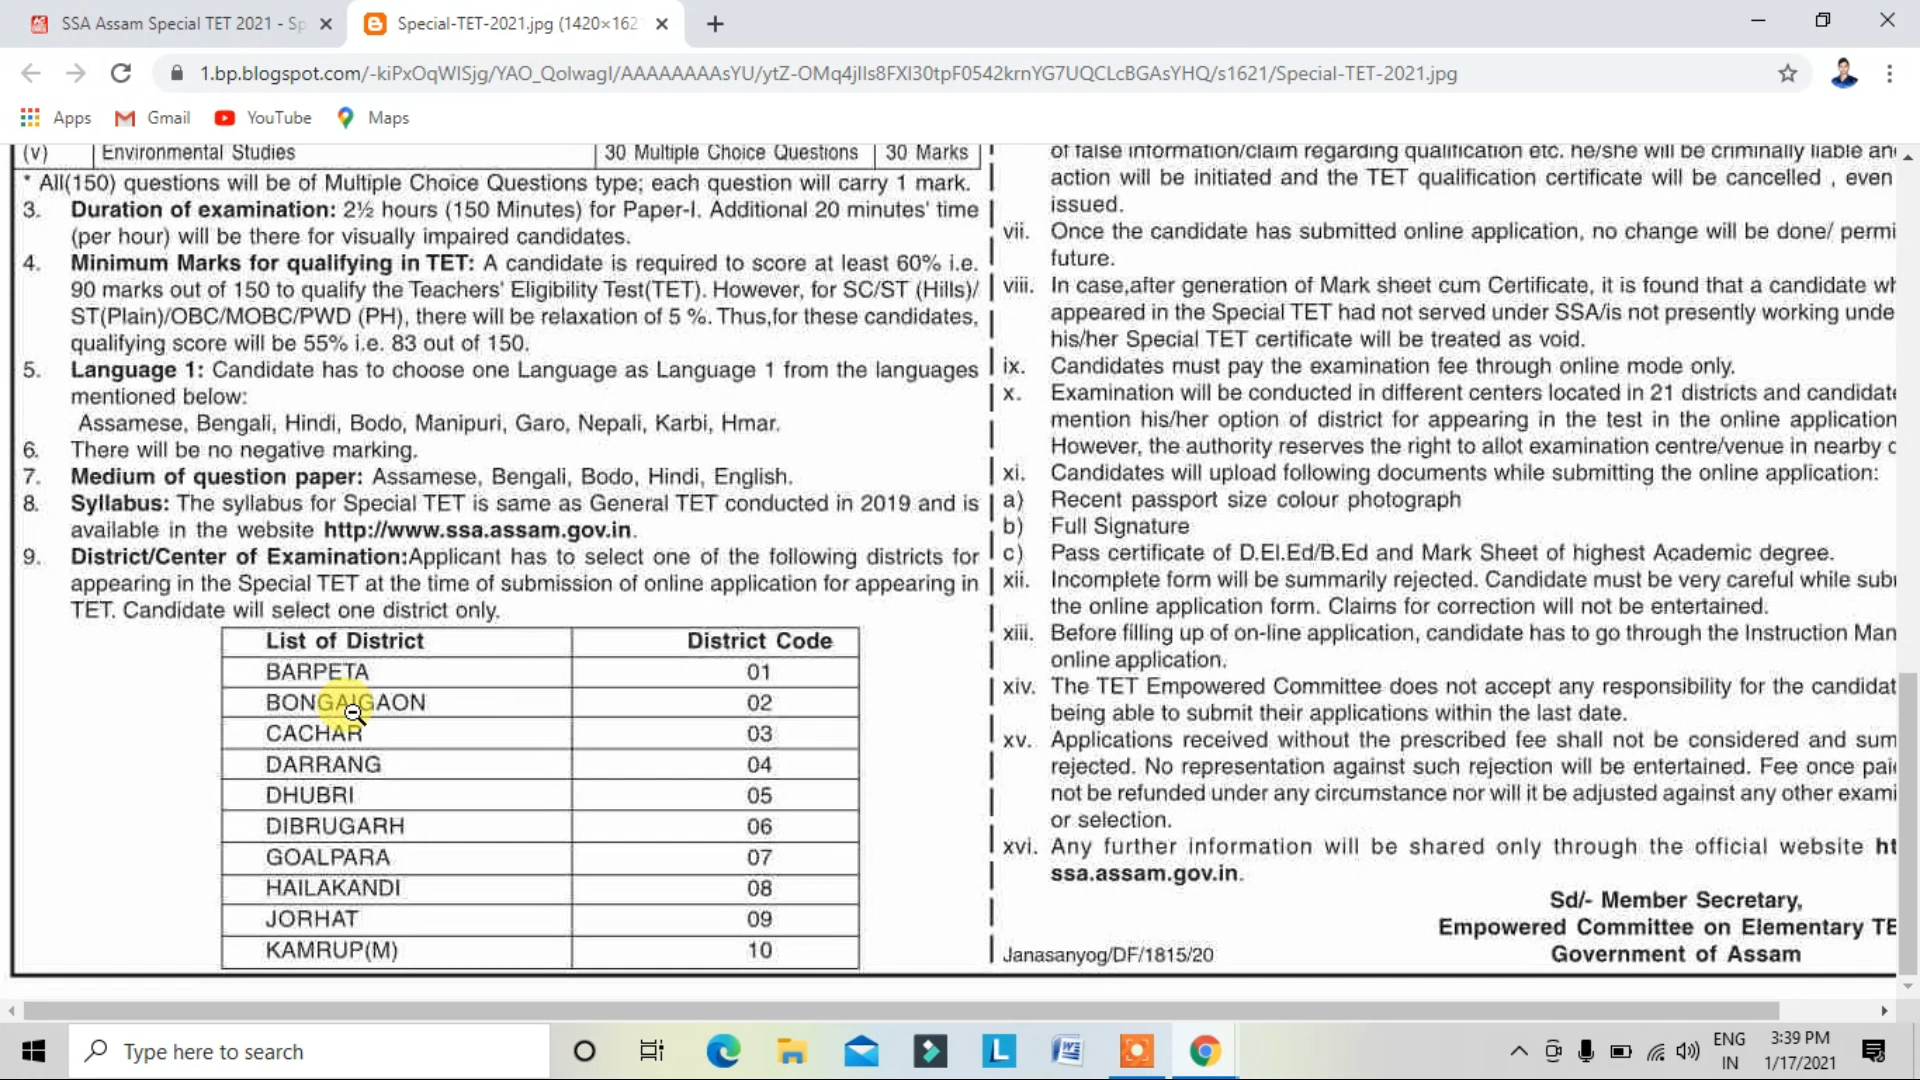 SSA Assam Special TET 2021 - Sp
Special-TET-2021.jpg (1420×162
1.bp.blogspot.com/-kiPxOqWISjg/YAO_QoIwagI/AAAAAAAAsYU/ytZ-OMq4jIIs8FXl30tpF0542krnYG7UQCLcBGAsYHQ/s1621/Special-TET-2021.jpg
Apps Gmail YouTube Maps
(v) Environmental Studies 30 Multiple Choice Questions 30 Marks
* All(150) questions will be of Multiple Choice Questions type; each question will carry 1 mark.
3. Duration of examination: 2½ hours (150 Minutes) for Paper-I. Additional 20 minutes' time
(per hour) will be there for visually impaired candidates.
4. Minimum Marks for qualifying in TET: A candidate is required to score at least 60% i.e.
90 marks out of 150 to qualify the Teachers' Eligibility Test(TET). However, for SC/ST (Hills)/
ST(Plain)/OBC/MOBC/PWD (PH), there will be relaxation of 5 %. Thus,for these candidates,
qualifying score will be 55% i.e. 83 out of 150.
5. Language 1: Candidate has to choose one Language as Language 1 from the languages
mentioned below:
Assamese, Bengali, Hindi, Bodo, Manipuri, Garo, Nepali, Karbi, Hmar.
6. There will be no negative marking.
7. Medium of question paper: Assamese, Bengali, Bodo, Hindi, English.
8. Syllabus: The syllabus for Special TET is same as General TET conducted in 2019 and is
available in the website http://www.ssa.assam.gov.in.
9. District/Center of Examination:Applicant has to select one of the following districts for
appearing in the Special TET at the time of submission of online application for appearing in
TET. Candidate will select one district only.
List of District District Code
BARPETA 01
BONGAIGAON 02
CACHAR 03
DARRANG 04
DHUBRI 05
DIBRUGARH 06
GOALPARA 07
HAILAKANDI 08
JORHAT 09
KAMRUP(M) 10
of false information/claim regarding qualification etc. he/she will be criminally liable an
action will be initiated and the TET qualification certificate will be cancelled , even
issued.
vii. Once the candidate has submitted online application, no change will be done/ permi
future.
viii. In case,after generation of Mark sheet cum Certificate, it is found that a candidate wh
appeared in the Special TET had not served under SSA/is not presently working unde
his/her Special TET certificate will be treated as void.
ix. Candidates must pay the examination fee through online mode only.
x. Examination will be conducted in different centers located in 21 districts and candidate
mention his/her option of district for appearing in the test in the online application
However, the authority reserves the right to allot examination centre/venue in nearby
xi. Candidates will upload following documents while submitting the online application:
a) Recent passport size colour photograph
b) Full Signature
c) Pass certificate of D.El.Ed/B.Ed and Mark Sheet of highest Academic degree.
xii. Incomplete form will be summarily rejected. Candidate must be very careful while sub
the online application form. Claims for correction will not be entertained.
xiii. Before filling up of on-line application, candidate has to go through the Instruction Man
online application.
xiv. The TET Empowered Committee does not accept any responsibility for the candidat
being able to submit their applications within the last date.
xv. Applications received without the prescribed fee shall not be considered and sum
rejected. No representation against such rejection will be entertained. Fee once pai
not be refunded under any circumstance nor will it be adjusted against any other exami
or selection.
xvi. Any further information will be shared only through the official website ht
ssa.assam.gov.in.
Sd/- Member Secretary,
Empowered Committee on Elementary TE
Janasanyog/DF/1815/20 Government of Assam
Type here to search
ENG
IN
3:39 PM
1/17/2021